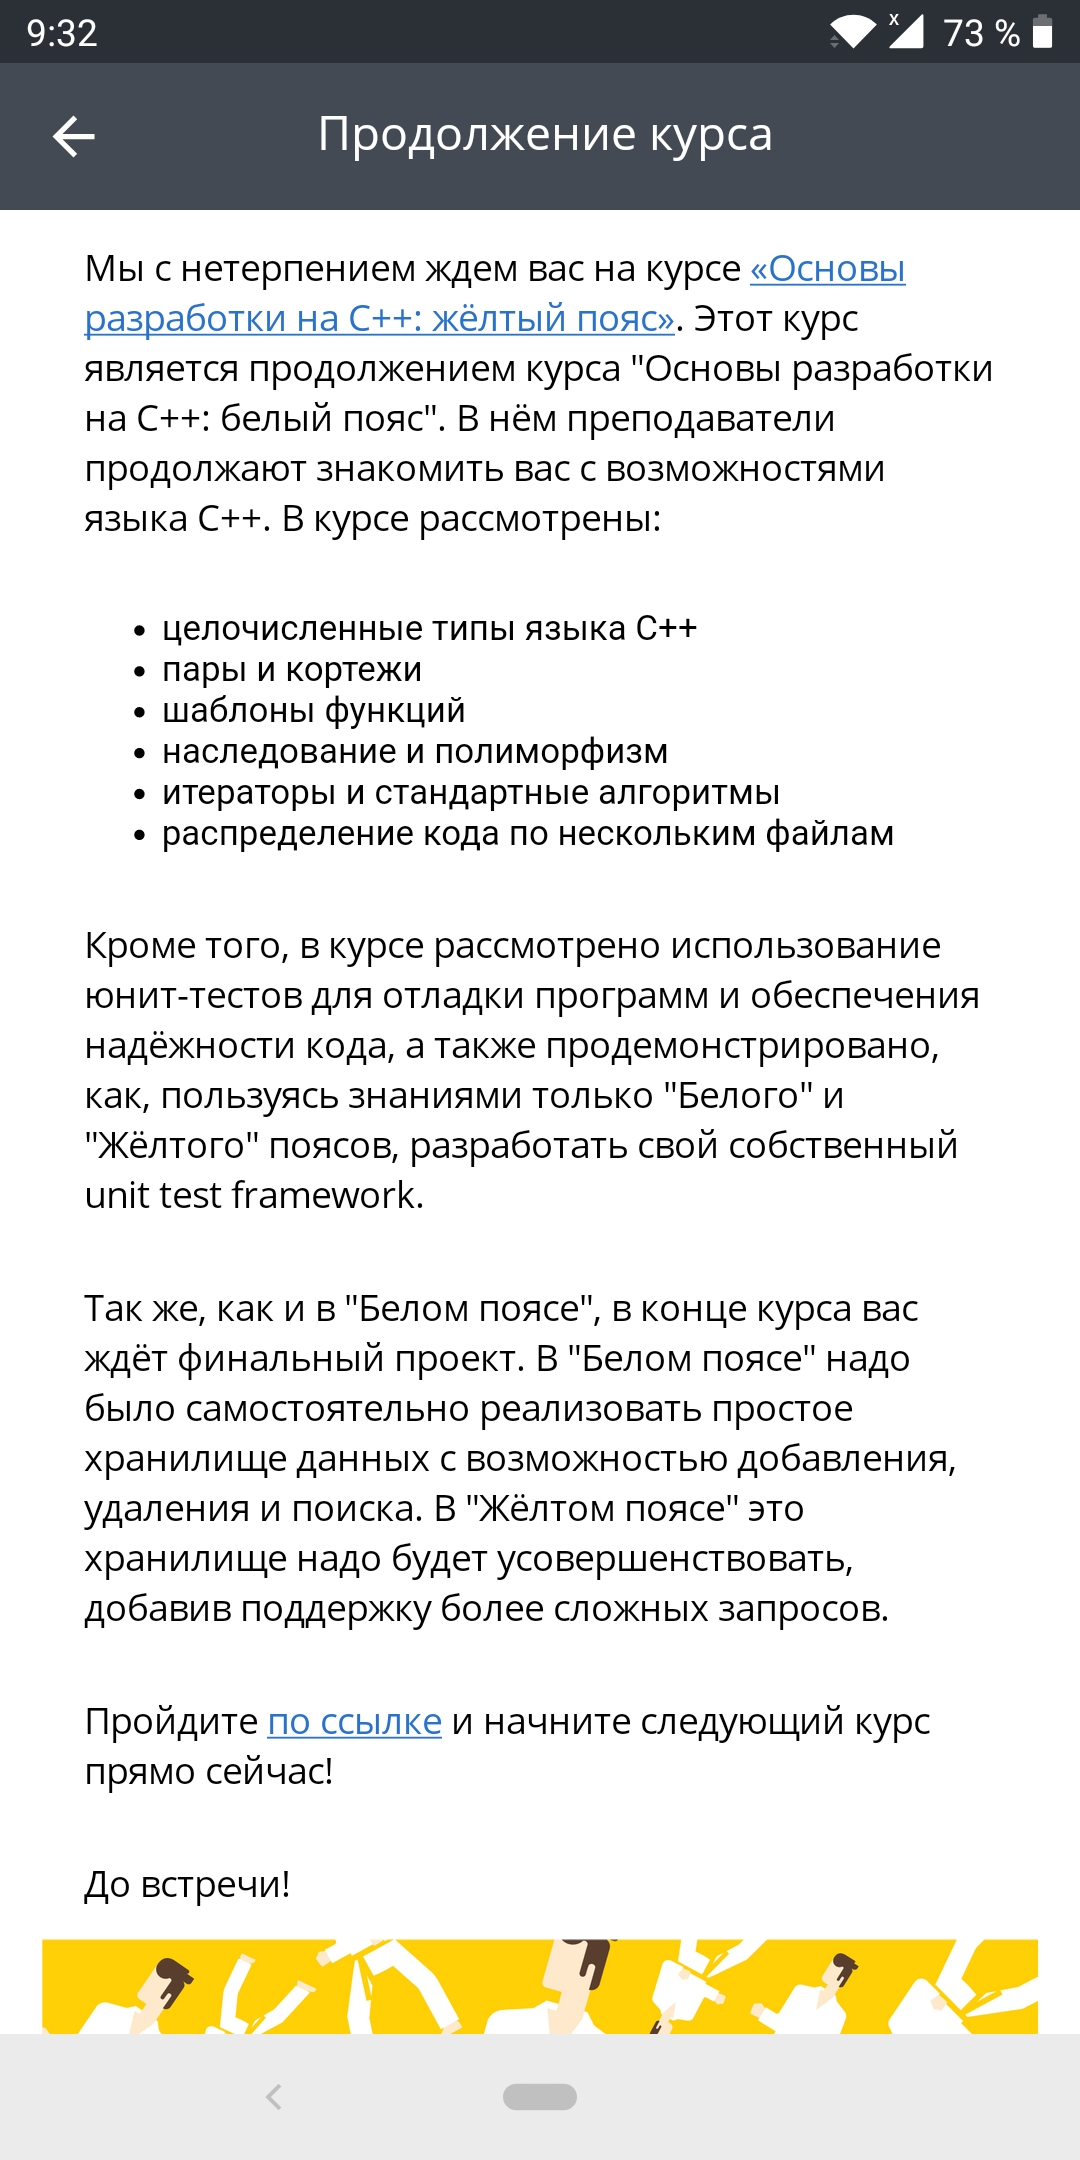 9:32
x
73 %
Продолжение курса
Мы с нетерпением ждем вас на курсе «Основы
разработки на C++: жёлтый пояс». Этот курс
является продолжением курса "Основы разработки
на C++: белый пояс". В нём преподаватели
продолжают знакомить вас с возможностями
языка C++. В курсе рассмотрены:
• целочисленные типы языка C++
• пары и кортежи
• шаблоны функций
• наследование и полиморфизм
• итераторы и стандартные алгоритмы
• распределение кода по нескольким файлам
Кроме того, в курсе рассмотрено использование
юнит-тестов для отладки программ и обеспечения
надёжности кода, а также продемонстрировано,
как, пользуясь знаниями только "Белого" и
"Жёлтого" поясов, разработать свой собственный
unit test framework.
Так же, как и в "Белом поясе", в конце курса вас
ждёт финальный проект. В "Белом поясе" надо
было самостоятельно реализовать простое
хранилище данных с возможностью добавления,
удаления и поиска. В "Жёлтом поясе" это
хранилище надо будет усовершенствовать,
добавив поддержку более сложных запросов.
Пройдите по ссылке и начните следующий курс
прямо сейчас!
До встречи!